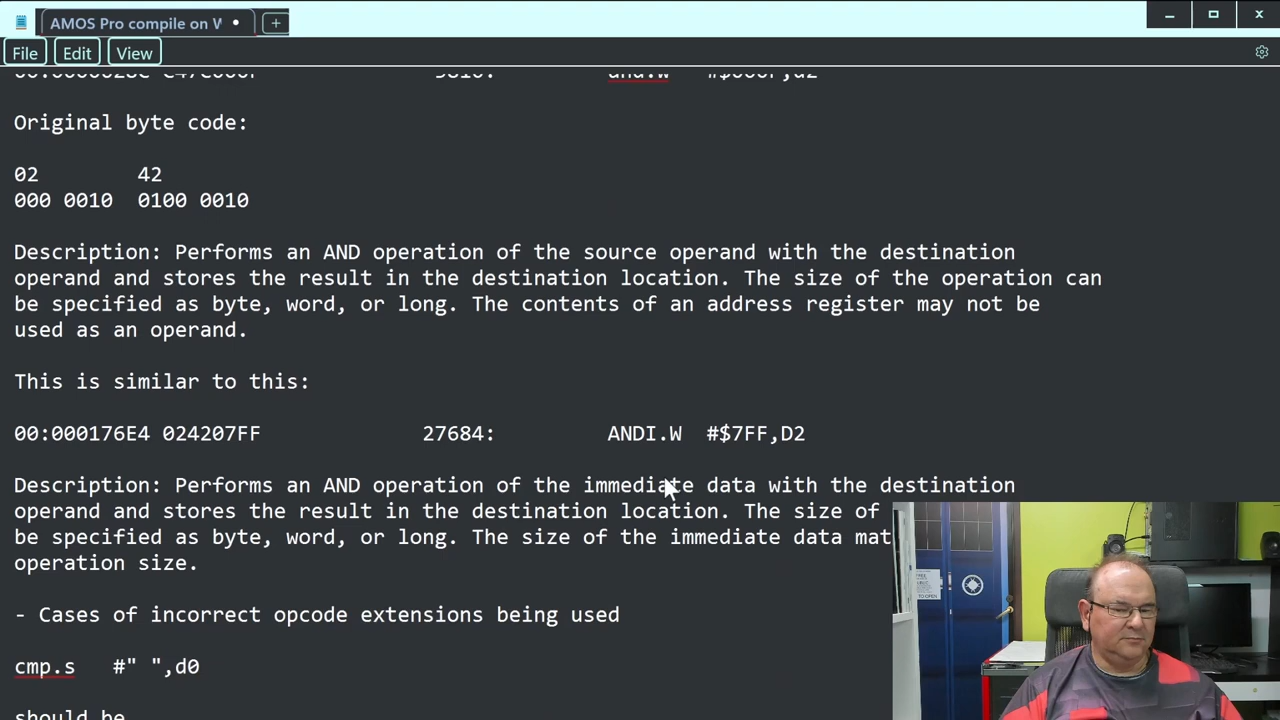 AMOS Pro compile on W
File Edit View
and.w #$000F,d2
Original byte code:
02 42
000 0010 0100 0010
Description: Performs an AND operation of the source operand with the destination
operand and stores the result in the destination location. The size of the operation can
be specified as byte, word, or long. The contents of an address register may not be
used as an operand.
This is similar to this:
00:000176E4 024207FF 27684: ANDI.W #$7FF,D2
Description: Performs an AND operation of the immediate data with the destination
operand and stores the result in the destination location. The size of
be specified as byte, word, or long. The size of the immediate data mat
operation size.
- Cases of incorrect opcode extensions being used
cmp.s #" ",d0
should be